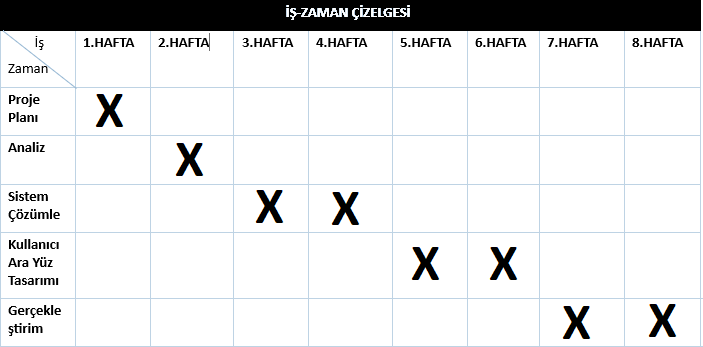 İŞ-ZAMAN ÇİZELGESİ
İş 1.HAFTA 2.HAFTA 3.HAFTA 4.HAFTA 5.HAFTA 6.HAFTA 7.HAFTA 8.HAFTA
Zaman
Proje
Planı X
Analiz X
Sistem
Çözümle X X
Kullanıcı
Ara Yüz X X
Tasarımı
Gerçekle
ştirim X X